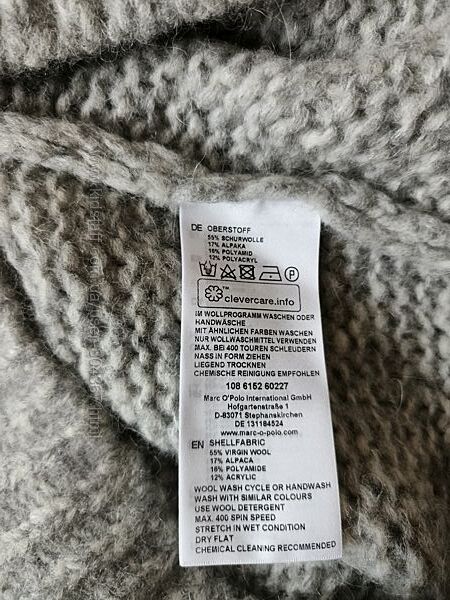 DE OBERSTOFF
55% SCHURWOLLE
17% ALPAKA
16% POLYAMID
12% POLYACRYL
P
™
clevercare.info
IM WOLLPROGRAMM WASCHEN ODER
HANDWÄSCHE
MIT ÄHNLICHEN FARBEN WASCHEN
NUR WOLLWASCHMITTEL VERWENDEN
MAX. BEI 400 TOUREN SCHLEUDERN
NASS IN FORM ZIEHEN
LIEGEND TROCKNEN
CHEMISCHE REINIGUNG EMPFOHLEN
108 6152 60227
Marc O'Polo International GmbH
Hofgartenstraße 1
D-83071 Stephanskirchen
DE 131184524
www.marc-o-polo.com
EN SHELLFABRIC
55% VIRGIN WOOL
17% ALPACA
16% POLYAMIDE
12% ACRYLIC
WOOL WASH CYCLE OR HANDWASH
WASH WITH SIMILAR COLOURS
USE WOOL DETERGENT
MAX. 400 SPIN SPEED
STRETCH IN WET CONDITION
DRY FLAT
CHEMICAL CLEANING RECOMMENDED